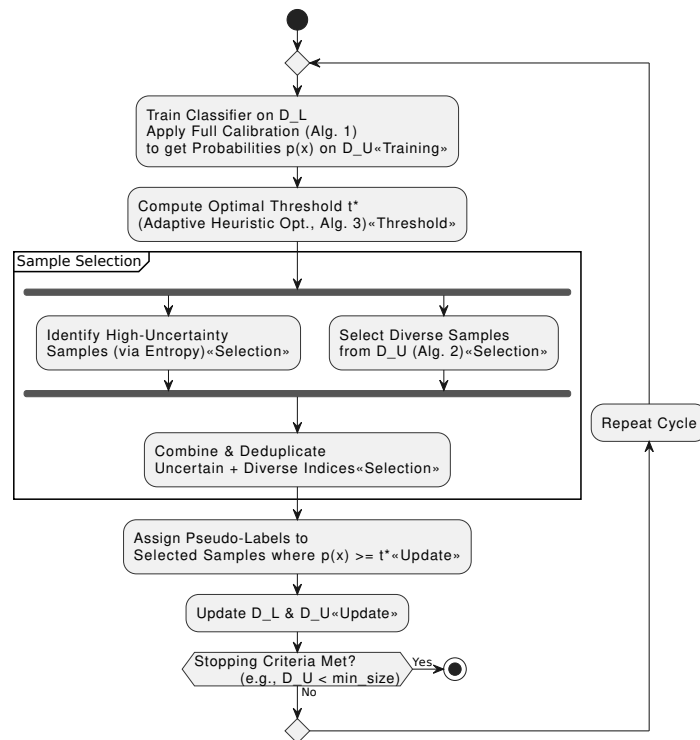 Train Classifier on D_L
Apply Full Calibration (Alg. 1)
to get Probabilities p(x) on D_U«Training»
Compute Optimal Threshold t*
(Adaptive Heuristic Opt., Alg. 3)«Threshold»
Sample Selection
Identify High-Uncertainty
Samples (via Entropy)«Selection»
Select Diverse Samples
from D_U (Alg. 2)«Selection»
Repeat Cycle
Combine & Deduplicate
Uncertain + Diverse Indices«Selection»
Assign Pseudo-Labels to
Selected Samples where p(x) >= t*«Update»
Update D_L & D_U«Update»
Stopping Criteria Met?
(e.g., D_U < min_size)
Yes
No